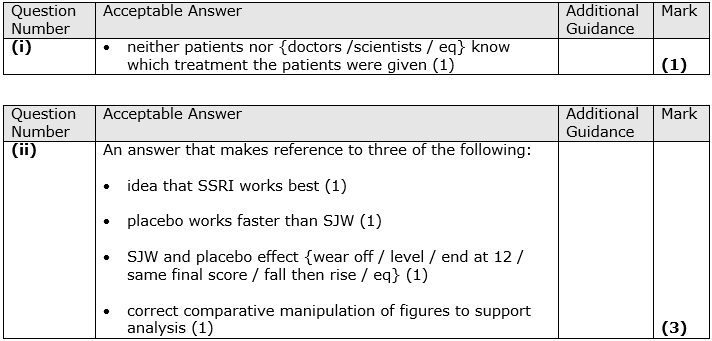 Question Number Acceptable Answer Additional Guidance Mark
(i) • neither patients nor {doctors /scientists / eq} know
which treatment the patients were given (1) (1)
Question Number Acceptable Answer Additional Guidance Mark
(ii) An answer that makes reference to three of the following:
• idea that SSRI works best (1)
• placebo works faster than SJW (1)
• SJW and placebo effect {wear off / level / end at 12 /
same final score / fall then rise / eq} (1)
• correct comparative manipulation of figures to support
analysis (1) (3)